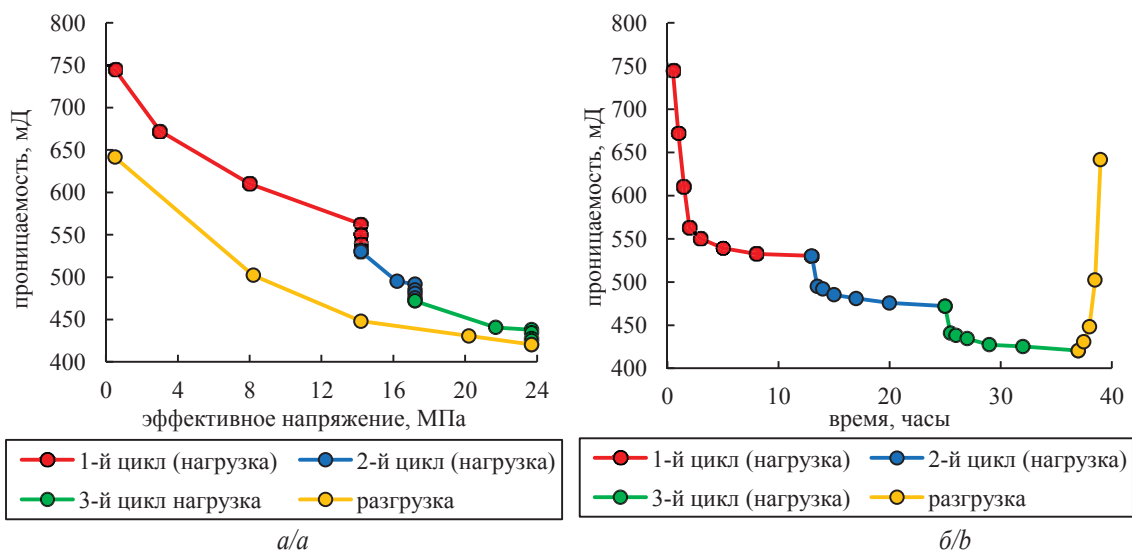 800
750
700
650
600
550
500
450
400
проницаемость, мД
0 4 8 12 16 20 24
эффективное напряжение, МПа
1-й цикл (нагрузка) 2-й цикл (нагрузка)
3-й цикл нагрузка разгрузка
а/a
800
750
700
650
600
550
500
450
400
проницаемость, мД
0 10 20 30 40
время, часы
1-й цикл (нагрузка) 2-й цикл (нагрузка)
3-й цикл (нагрузка) разгрузка
б/b